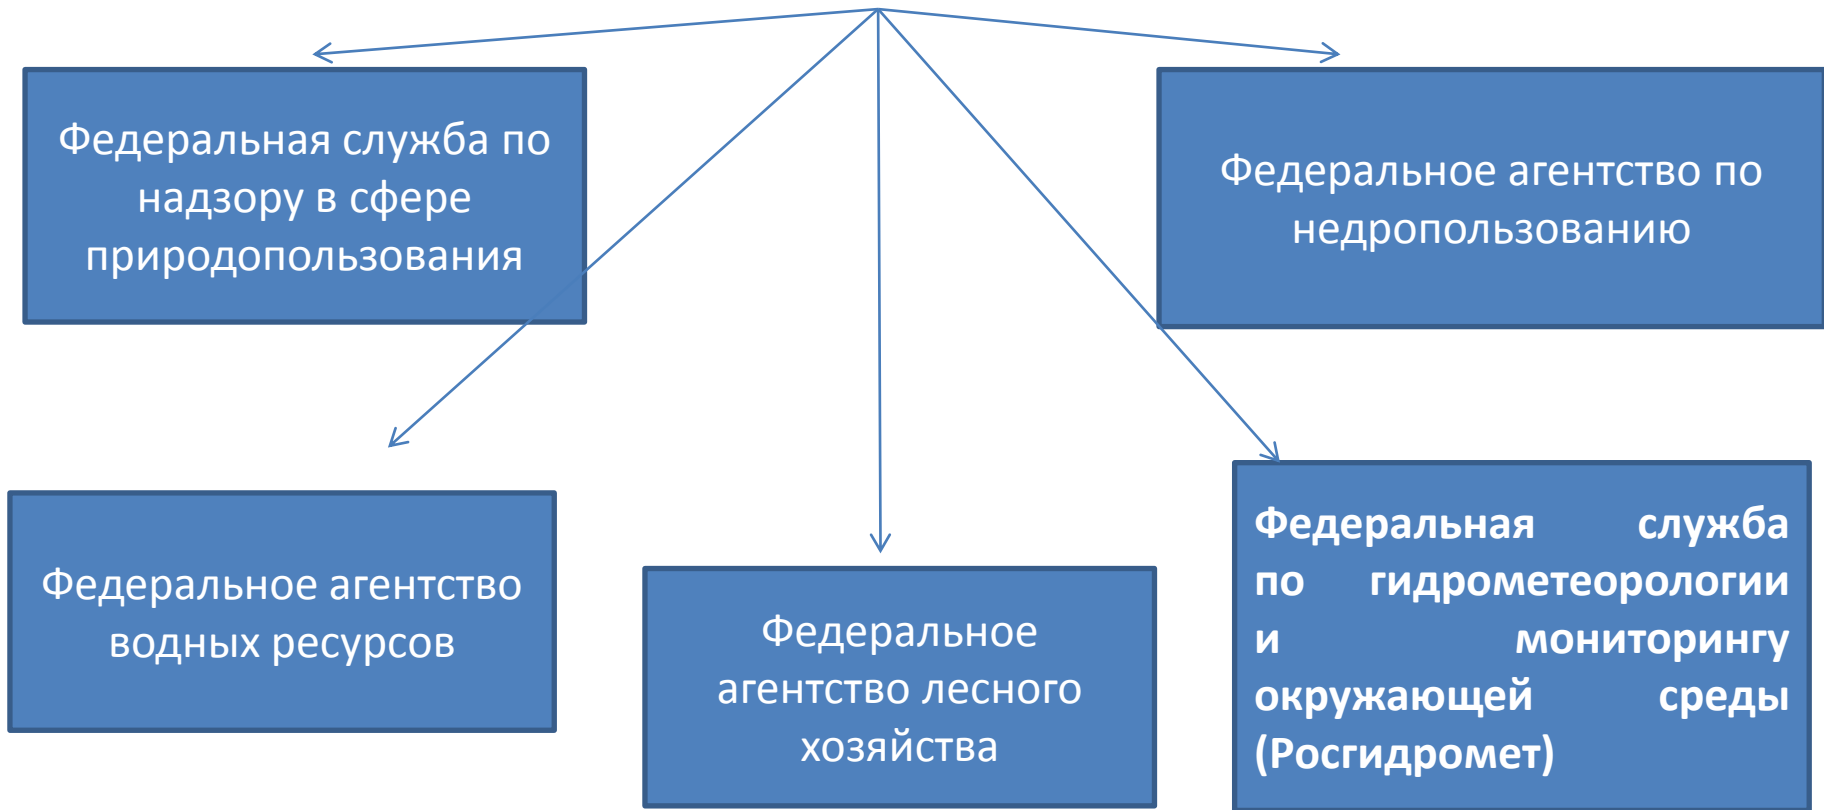 Федеральная служба по
надзору в сфере
природопользования
Федеральное агентство по
недропользованию
Федеральное агентство
водных ресурсов
Федеральное
агентство лесного
хозяйства
Федеральная служба
по гидрометеорологии
и мониторингу
окружающей среды
(Росгидромет)